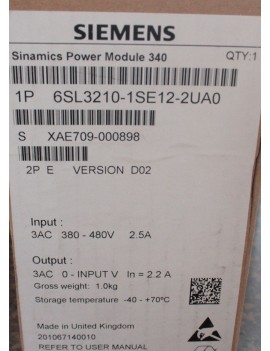 SIEMENS
Sinamics Power Module 340 QTY:1
1P 6SL3210-1SE12-2UA0
S XAE709-000898
2P E VERSION D02
Input :
3AC 380 - 480V 2.5A
Output :
3AC 0 - INPUT V In = 2.2 A
Gross weight: 1.0kg
Storage temperature -40 - +70°C
Made in United Kingdom
201067140010
REFER TO USER MANUAL